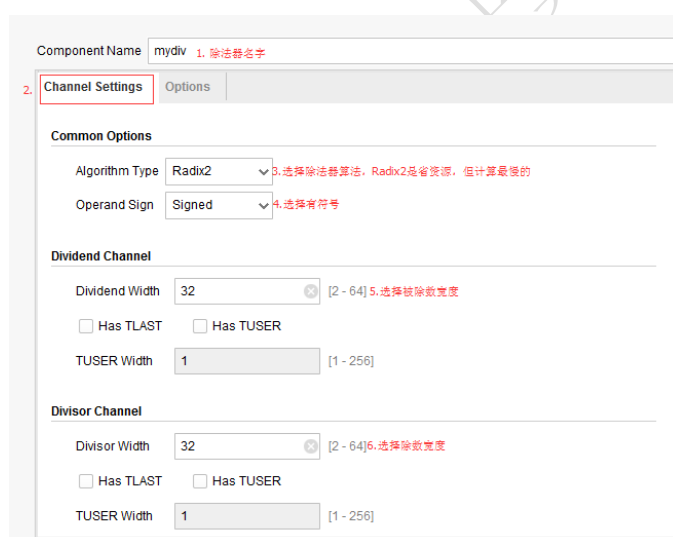 Component Name mydiv 1. 除法器名字
2. Channel Settings Options
Common Options
Algorithm Type Radix2 3.选择除法器算法，Radix2是省资源，但计算最慢的
Operand Sign Signed 4.选择有符号
Dividend Channel
Dividend Width 32 [2 - 64] 5.选择被除数宽度
Has TLAST Has TUSER
TUSER Width 1 [1 - 256]
Divisor Channel
Divisor Width 32 [2 - 64]6.选择除数宽度
Has TLAST Has TUSER
TUSER Width 1 [1 - 256]